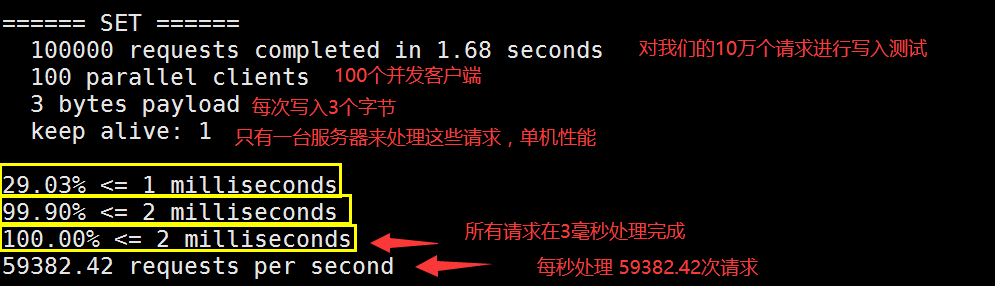 ====== SET ======
100000 requests completed in 1.68 seconds 对我们的10万个请求进行写入测试
100 parallel clients 100个并发客户端
3 bytes payload 每次写入3个字节
keep alive: 1 只有一台服务器来处理这些请求，单机性能
29.03% <= 1 milliseconds
99.90% <= 2 milliseconds
100.00% <= 2 milliseconds 所有请求在3毫秒处理完成
59382.42 requests per second 每秒处理 59382.42次请求